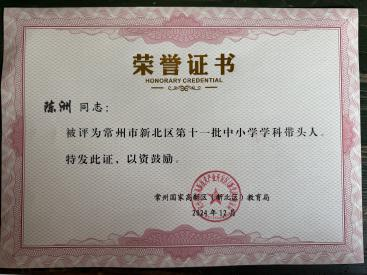 荣誉证书
HONORARY CREDENTIAL
陈洲 同志：
被评为常州市新北区第十一批中小学学科带头人。
特发此证，以资鼓励。
常州国家高新区（新北区）教育局
2024年12月